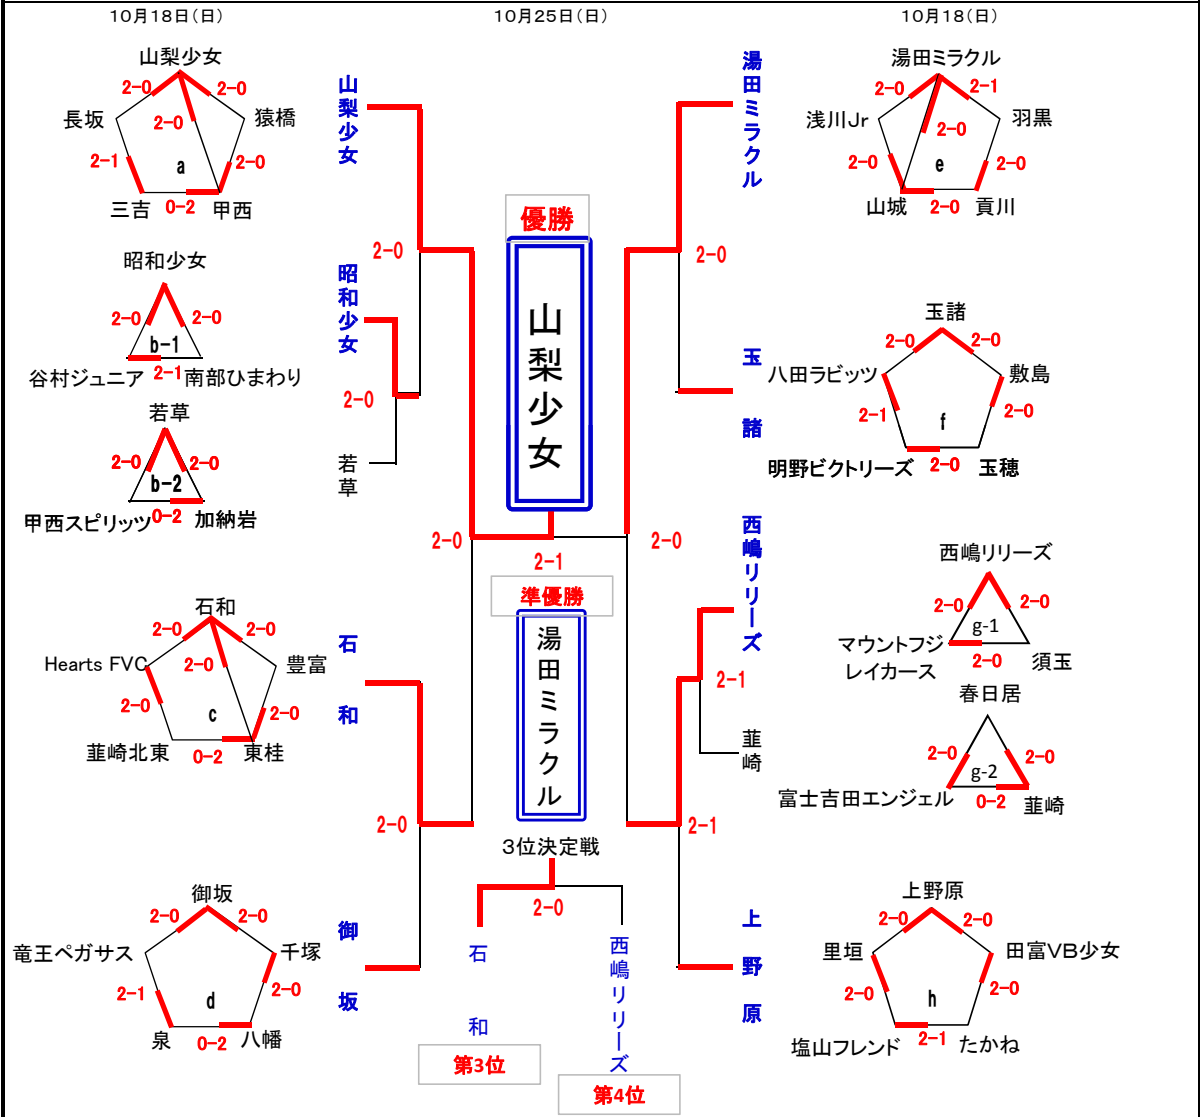 10月18日(日)
10月25日(日)
10月18(日)
山梨少女
2-0
2-0
長坂
2-0
猿橋
2-1
a
2-0
三吉
0-2
甲西
昭和少女
2-0
2-0
b-1
谷村ジュニア
2-1
南部ひまわり
若草
2-0
2-0
b-2
甲西スピリッツ
0-2
加納岩
石和
2-0
2-0
Hearts FVC
2-0
豊富
2-0
c
2-0
韮崎北東
0-2
東桂
御坂
2-0
2-0
竜王ペガサス
千塚
2-1
d
2-0
泉
0-2
八幡
山梨少女
2-0
昭和少女
2-0
若草
2-0
石和
2-0
御坂
優勝
山梨少女
2-1
準優勝
湯田ミラクル
3位決定戦
2-0
石和
西嶋リリーズ
第3位
第4位
湯田ミラクル
2-0
玉諸
2-0
西嶋リリーズ
2-1
韮崎
2-1
上野原
湯田ミラクル
2-0
2-1
浅川Jr
2-0
羽黒
2-0
e
2-0
山城
2-0
貢川
玉諸
2-0
2-0
八田ラビッツ
敷島
2-1
f
2-0
明野ビクトリーズ
2-0
玉穂
西嶋リリーズ
2-0
2-0
g-1
マウントフジ
レイカース
2-0
須玉
春日居
2-0
2-0
g-2
富士吉田エンジェル
0-2
韮崎
上野原
2-0
2-0
里垣
田富VB少女
2-0
h
2-0
塩山フレンド
2-1
たかね